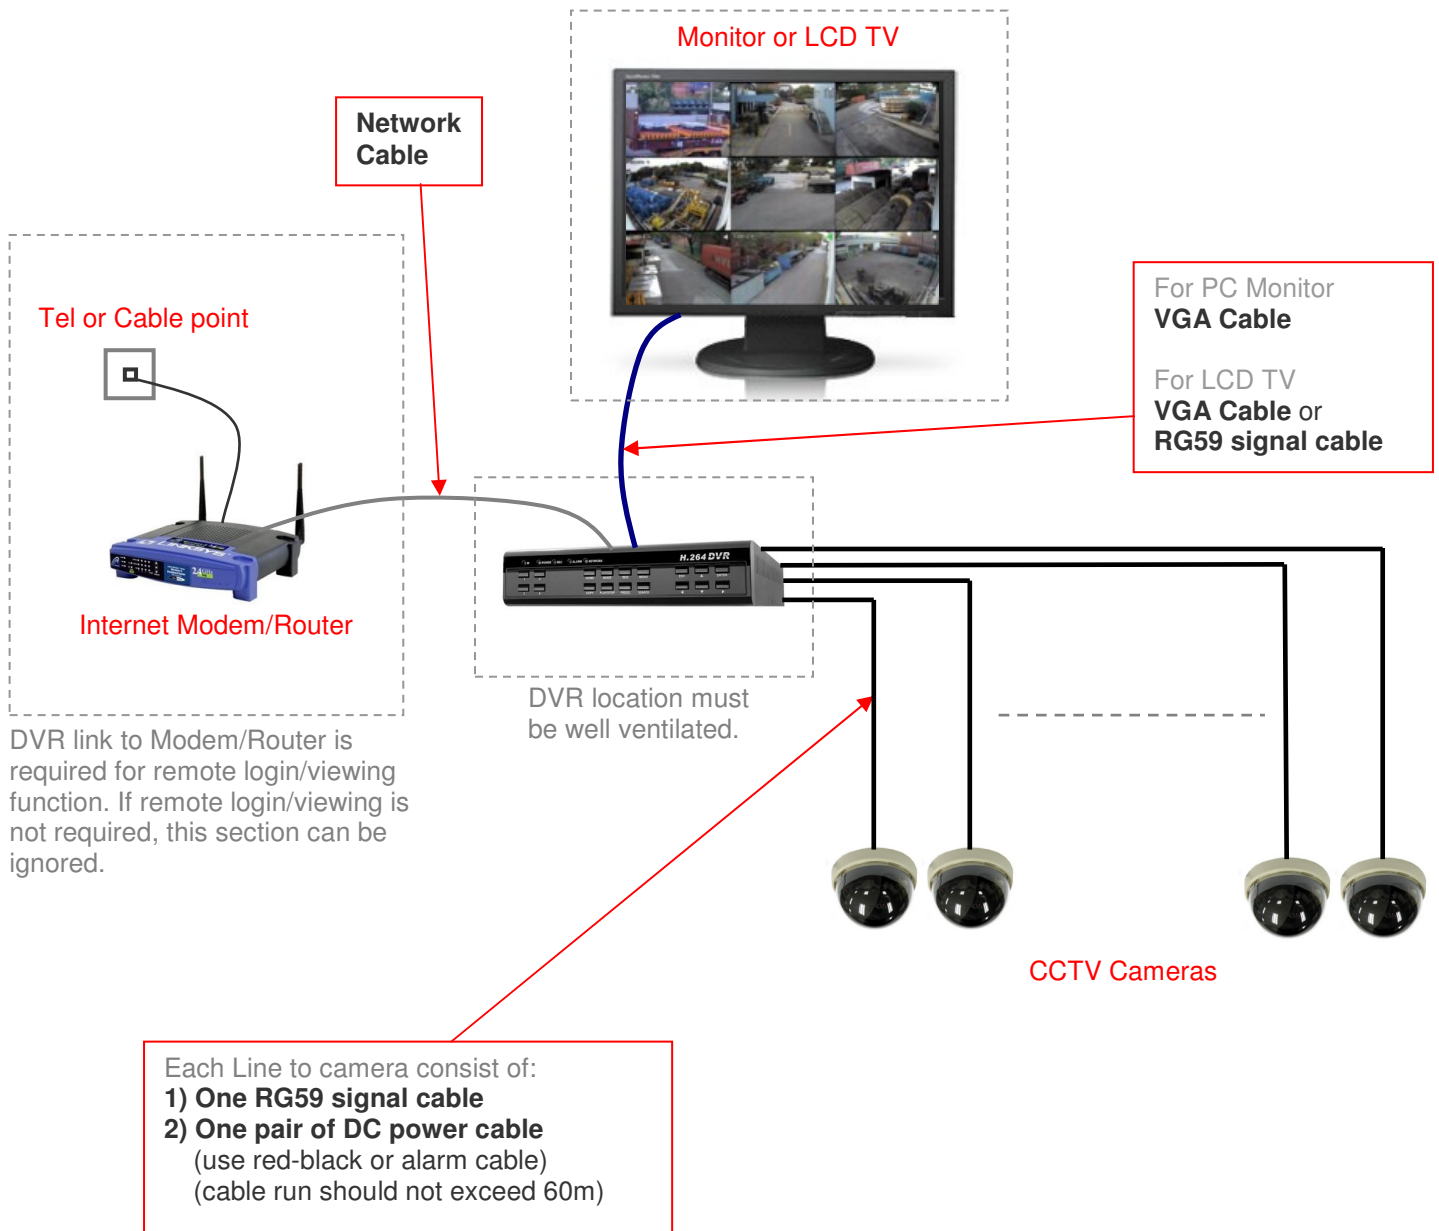 Monitor or LCD TV
Network
Cable
Tel or Cable point
For PC Monitor
VGA Cable
For LCD TV
VGA Cable or
RG59 signal cable
LINKSYS
2.4GHz
H.264 DVR
Internet Modem/Router
DVR location must
be well ventilated.
DVR link to Modem/Router is
required for remote login/viewing
function. If remote login/viewing is
not required, this section can be
ignored.
CCTV Cameras
Each Line to camera consist of:
1) One RG59 signal cable
2) One pair of DC power cable
(use red-black or alarm cable)
(cable run should not exceed 60m)